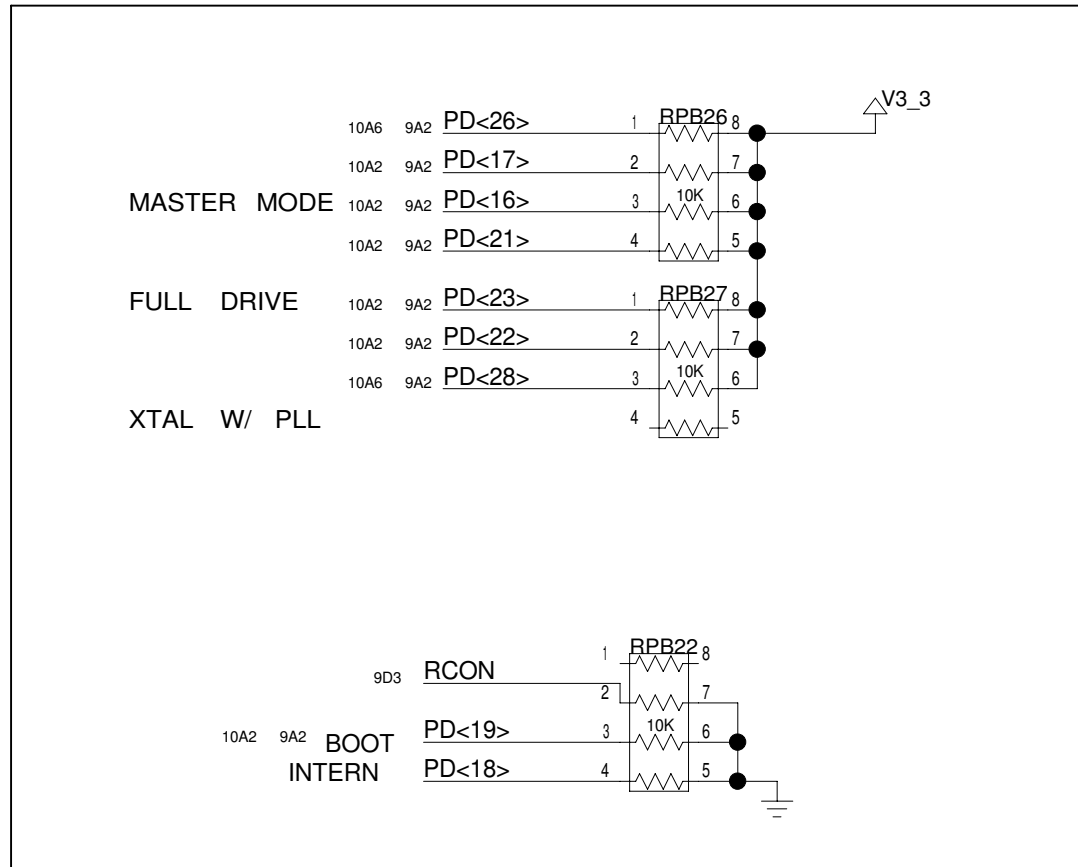 V3_3
RPB26
10A6 9A2 PD<26> 1 8
10A2 9A2 PD<17> 2 7
MASTER MODE 10A2 9A2 PD<16> 3 10K 6
10A2 9A2 PD<21> 4 5
RPB27
FULL DRIVE 10A2 9A2 PD<23> 1 8
10A2 9A2 PD<22> 2 7
10A6 9A2 PD<28> 3 10K 6
XTAL W/ PLL 4 5
RPB22
1 8
9D3 RCON 2 7
10A2 9A2 BOOT PD<19> 3 10K 6
INTERN PD<18> 4 5